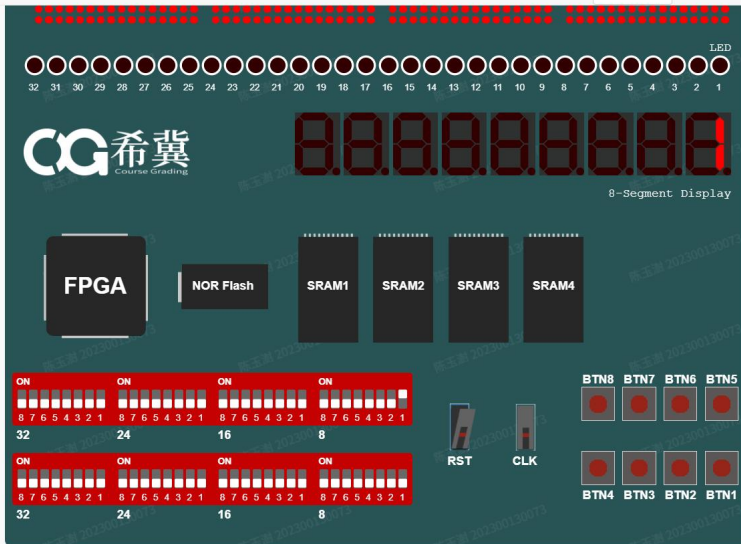 LED
32 31 30 29 28 27 26 25 24 23 22 21 20 19 18 17 16 15 14 13 12 11 10 9 8 7 6 5 4 3 2 1
CG 希冀
Course Grading
1
8-Segment Display
FPGA
NOR Flash
SRAM1
SRAM2
SRAM3
SRAM4
ON ON ON ON
8 7 6 5 4 3 2 1 8 7 6 5 4 3 2 1 8 7 6 5 4 3 2 1 8 7 6 5 4 3 2 1
32 24 16 8
ON ON ON ON
8 7 6 5 4 3 2 1 8 7 6 5 4 3 2 1 8 7 6 5 4 3 2 1 8 7 6 5 4 3 2 1
32 24 16 8
RST
CLK
BTN8 BTN7 BTN6 BTN5
BTN4 BTN3 BTN2 BTN1